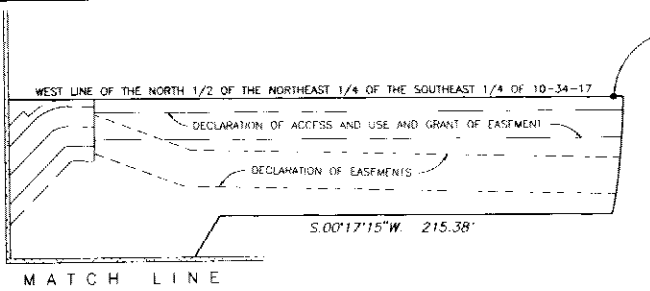 WEST LINE OF THE NORTH 1/2 OF THE NORTHEAST 1/4 OF THE SOUTHEAST 1/4 OF 10-34-17
DECLARATION OF ACCESS AND USE AND GRANT OF EASEMENT
DECLARATION OF EASEMENTS
S.00°17'15"W. 215.38'
MATCH LINE